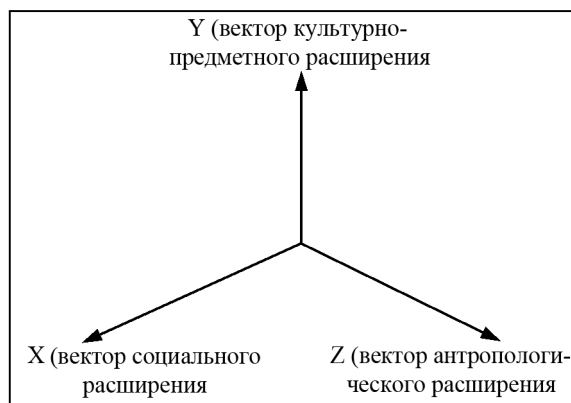 Y (вектор культурно-
предметного расширения
X (вектор социального
расширения
Z (вектор антропологи-
ческого расширения